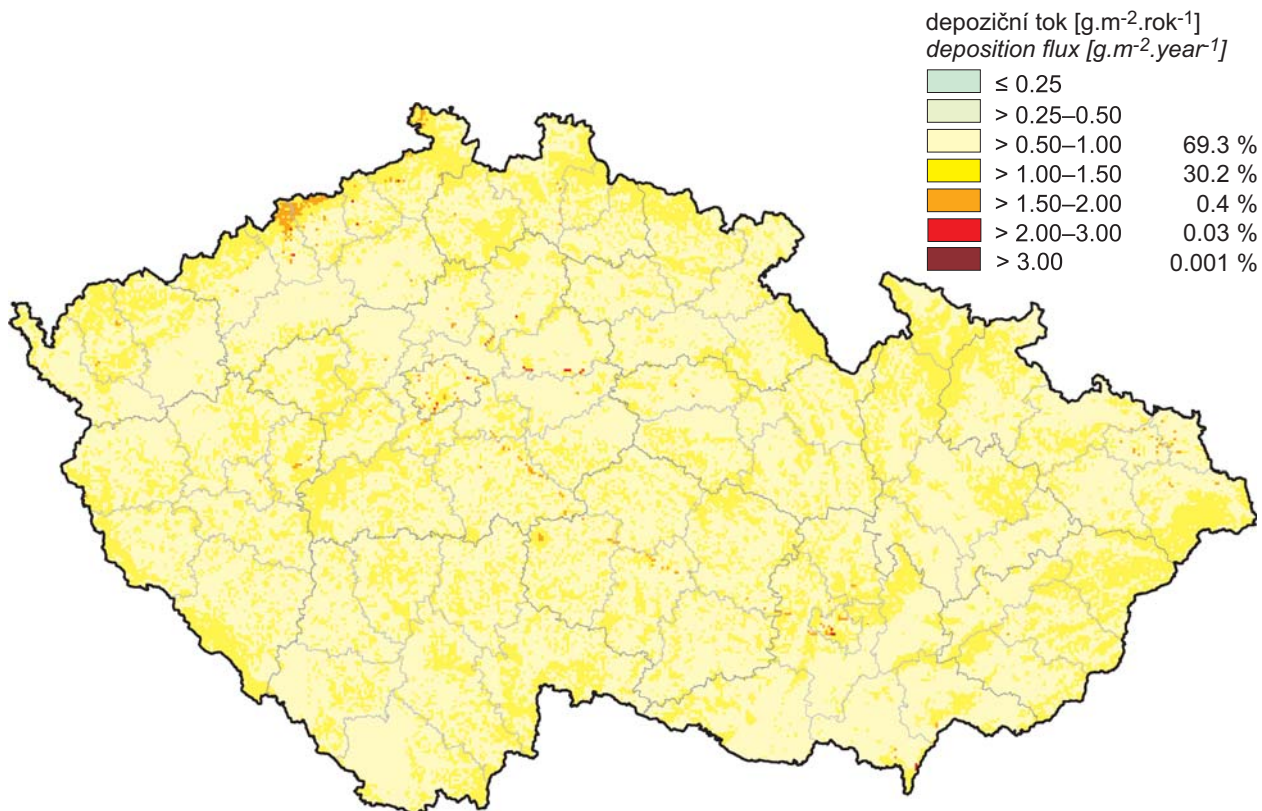 depoziční tok [g.m-2.rok-1]
deposition flux [g.m-2.year-1]
≤ 0.25
> 0.25–0.50
> 0.50–1.00 69.3 %
> 1.00–1.50 30.2 %
> 1.50–2.00 0.4 %
> 2.00–3.00 0.03 %
> 3.00 0.001 %